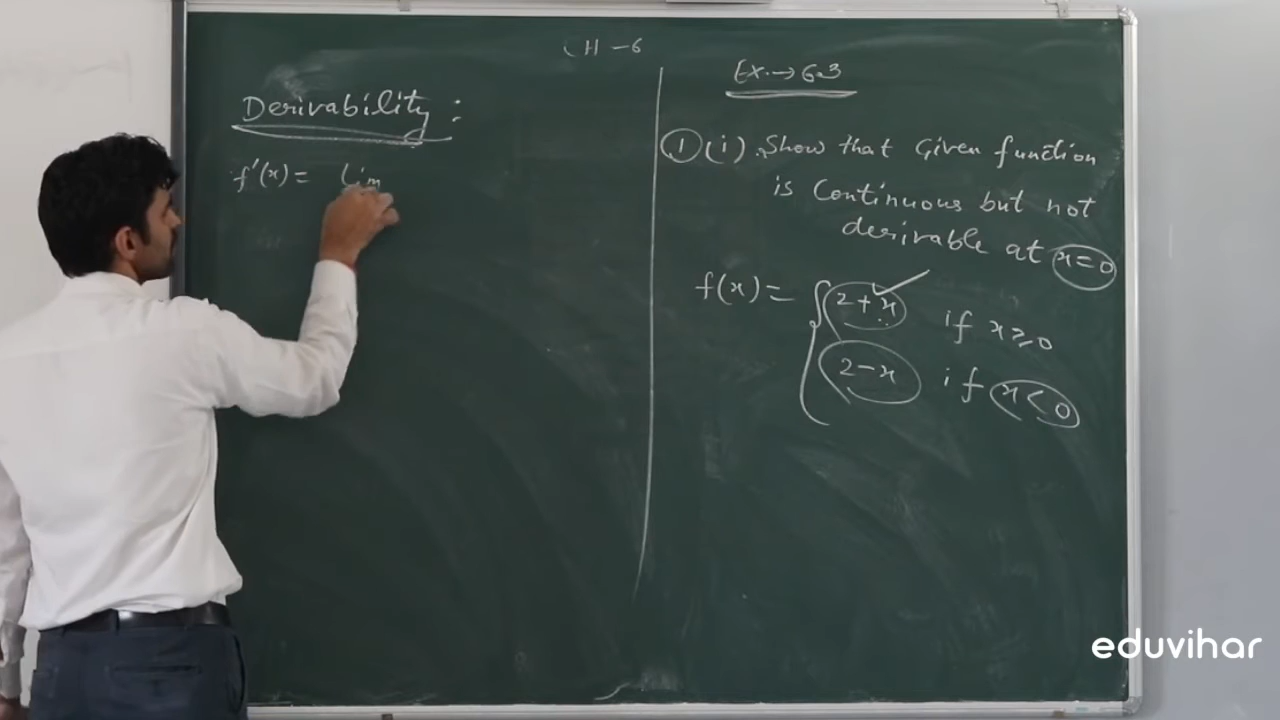 CH-6
Derivability:
f'(x) = Lim
Ex.→6.3
① (i). Show that Given function
is Continuous but not
derivable at x=0
f(x) = { 2+x if x≥0
2-x if x<0
eduvihar